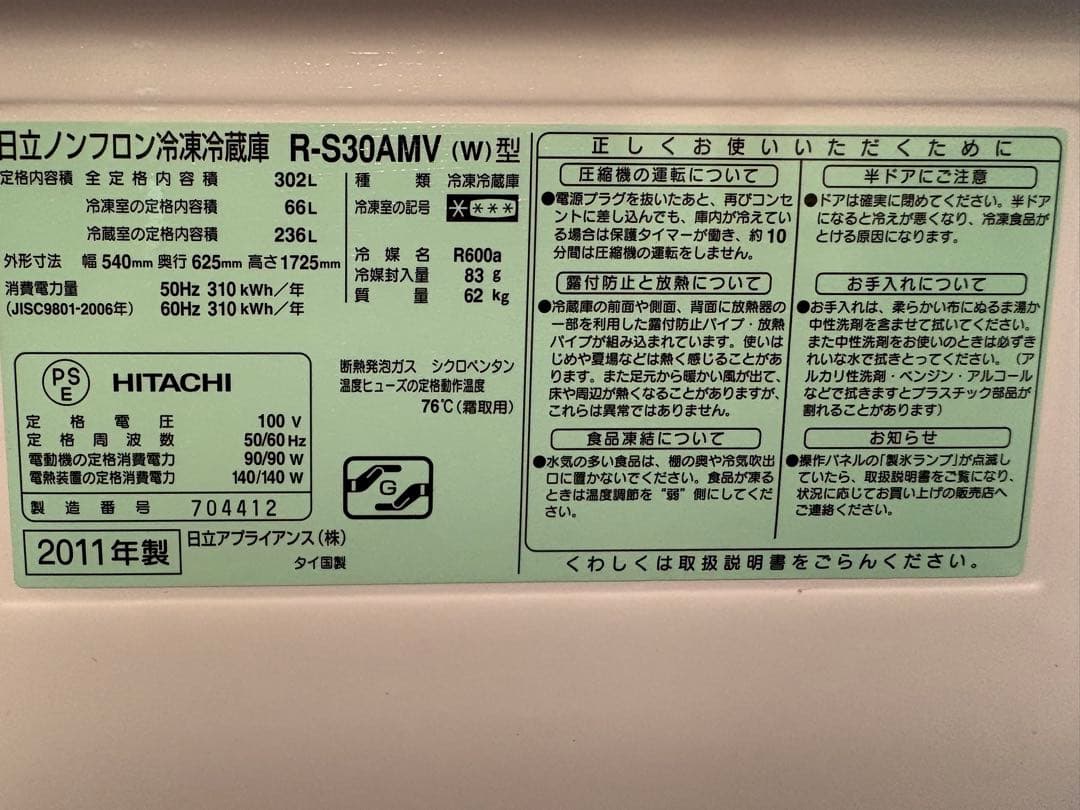 日立ノンフロン冷凍冷蔵庫 R-S30AMV (W)型
定格内容積 全定格内容積 302L
冷凍室の定格内容積 66L
冷蔵室の定格内容積 236L
外形寸法 幅540mm 奥行625mm 高さ1725mm
消費電力量 50Hz 310kWh/年
(JISC9801-2006年) 60Hz 310kWh/年
種類 冷凍冷蔵庫
冷凍室の記号 ****
冷媒名 R600a
冷媒封入量 83g
質量 62kg
断熱発泡ガス シクロペンタン
温度ヒューズの定格動作温度
76℃(霜取用)
PS
E
HITACHI
定格電圧 100V
定格周波数 50/60Hz
電動機の定格消費電力 90/90W
電熱装置の定格消費電力 140/140W
製造番号 704412
G
2011年製
日立アプライアンス(株)
タイ国製
正しくお使いいただくために
圧縮機の運転について
●電源プラグを抜いたあと、再びコンセ
ントに差し込んでも、庫内が冷えてい
る場合は保護タイマーが働き、約10
分間は圧縮機の運転をしません。
露付防止と放熱について
●冷蔵庫の前面や側面、背面に放熱器の
一部を利用した露付防止パイプ・放熱
パイプが組み込まれています。使いは
じめや夏場などは熱く感じることがあ
ります。また足元から暖かい風が出て、
床や周辺が熱くなることがありますが、
これらは異常ではありません。
食品凍結について
●水気の多い食品は、棚の奥や冷気吹出
口に置かないでください。食品が凍る
ときは温度調節を“弱”側にしてくだ
さい。
半ドアにご注意
●ドアは確実に閉めてください。半ドア
になると冷えが悪くなり、冷凍食品が
とける原因になります。
お手入れについて
●お手入れは、柔らかい布にぬるま湯か
中性洗剤を含ませて拭いてください。
また中性洗剤をお使いのときは必ずき
れいな水で拭きとってください。(ア
ルカリ性洗剤・ベンジン・アルコール
などで拭きますとプラスチック部品が
割れることがあります)
お知らせ
●操作パネルの「製氷ランプ」が点滅し
ていたら、取扱説明書をご覧になり、
状況に応じてお買い上げの販売店へ
ご連絡ください。
くわしくは取扱説明書をごらんください。